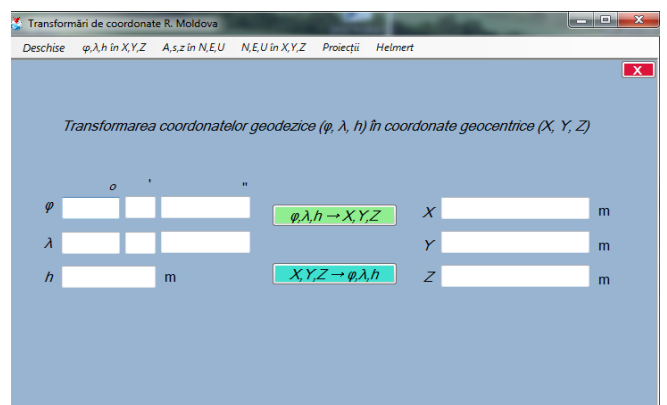 Transformări de coordonate R. Moldova
Deschise φ,λ,h în X,Y,Z A,s,z în N,E,U N,E,U în X,Y,Z Proiecții Helmert
X
Transformarea coordonatelor geodezice (φ, λ, h) în coordonate geocentrice (X, Y, Z)
o ' "
φ φ,λ,h → X,Y,Z X m
λ Y m
h m X,Y,Z → φ,λ,h Z m